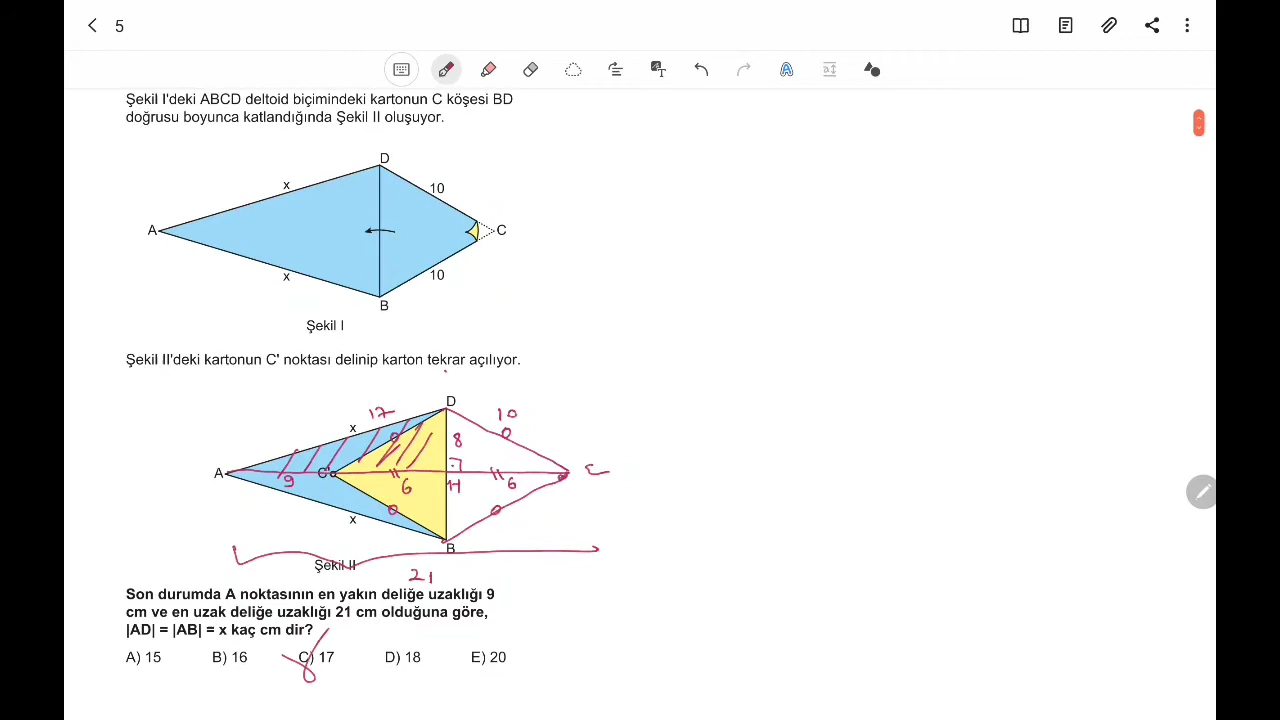 5
Şekil I'deki ABCD deltoid biçimindeki kartonun C köşesi BD
doğrusu boyunca katlandığında Şekil II oluşuyor.
D
x
10
A
C
x
10
B
Şekil I
Şekil II'deki kartonun C' noktası delinip karton tekrar açılıyor.
D
17
10
x
8
A
C'
C
9
6
H
6
x
B
Şekil II
21
Son durumda A noktasının en yakın deliğe uzaklığı 9
cm ve en uzak deliğe uzaklığı 21 cm olduğuna göre,
|AD| = |AB| = x kaç cm dir?
A) 15 B) 16 C) 17 D) 18 E) 20